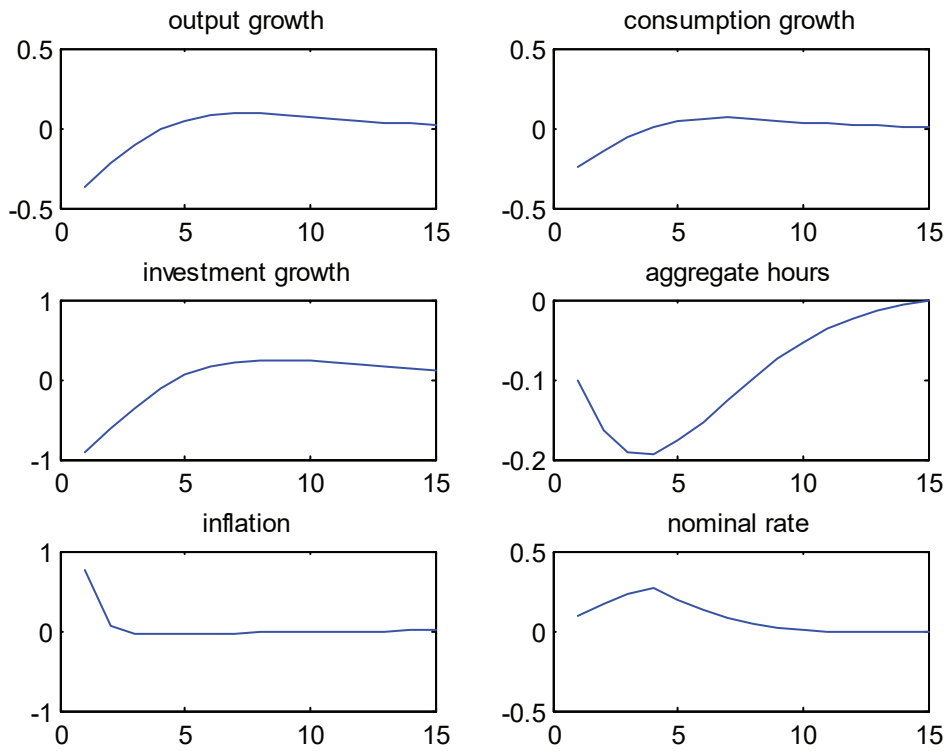 output growth
0.5
0
-0.5
0 5 10 15
consumption growth
0.5
0
-0.5
0 5 10 15
investment growth
1
0
-1
0 5 10 15
aggregate hours
0
-0.1
-0.2
0 5 10 15
inflation
1
0
-1
0 5 10 15
nominal rate
0.5
0
-0.5
0 5 10 15